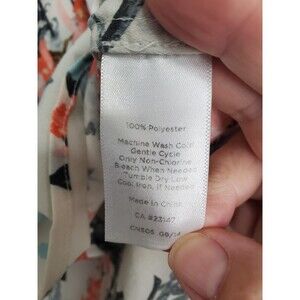 100% Polyester
Machine Wash Cold
Gentle Cycle
Only Non-Chlorine
Bleach When Needed
Tumble Dry Low
Cool Iron, If Needed
Made in China
CA #23147